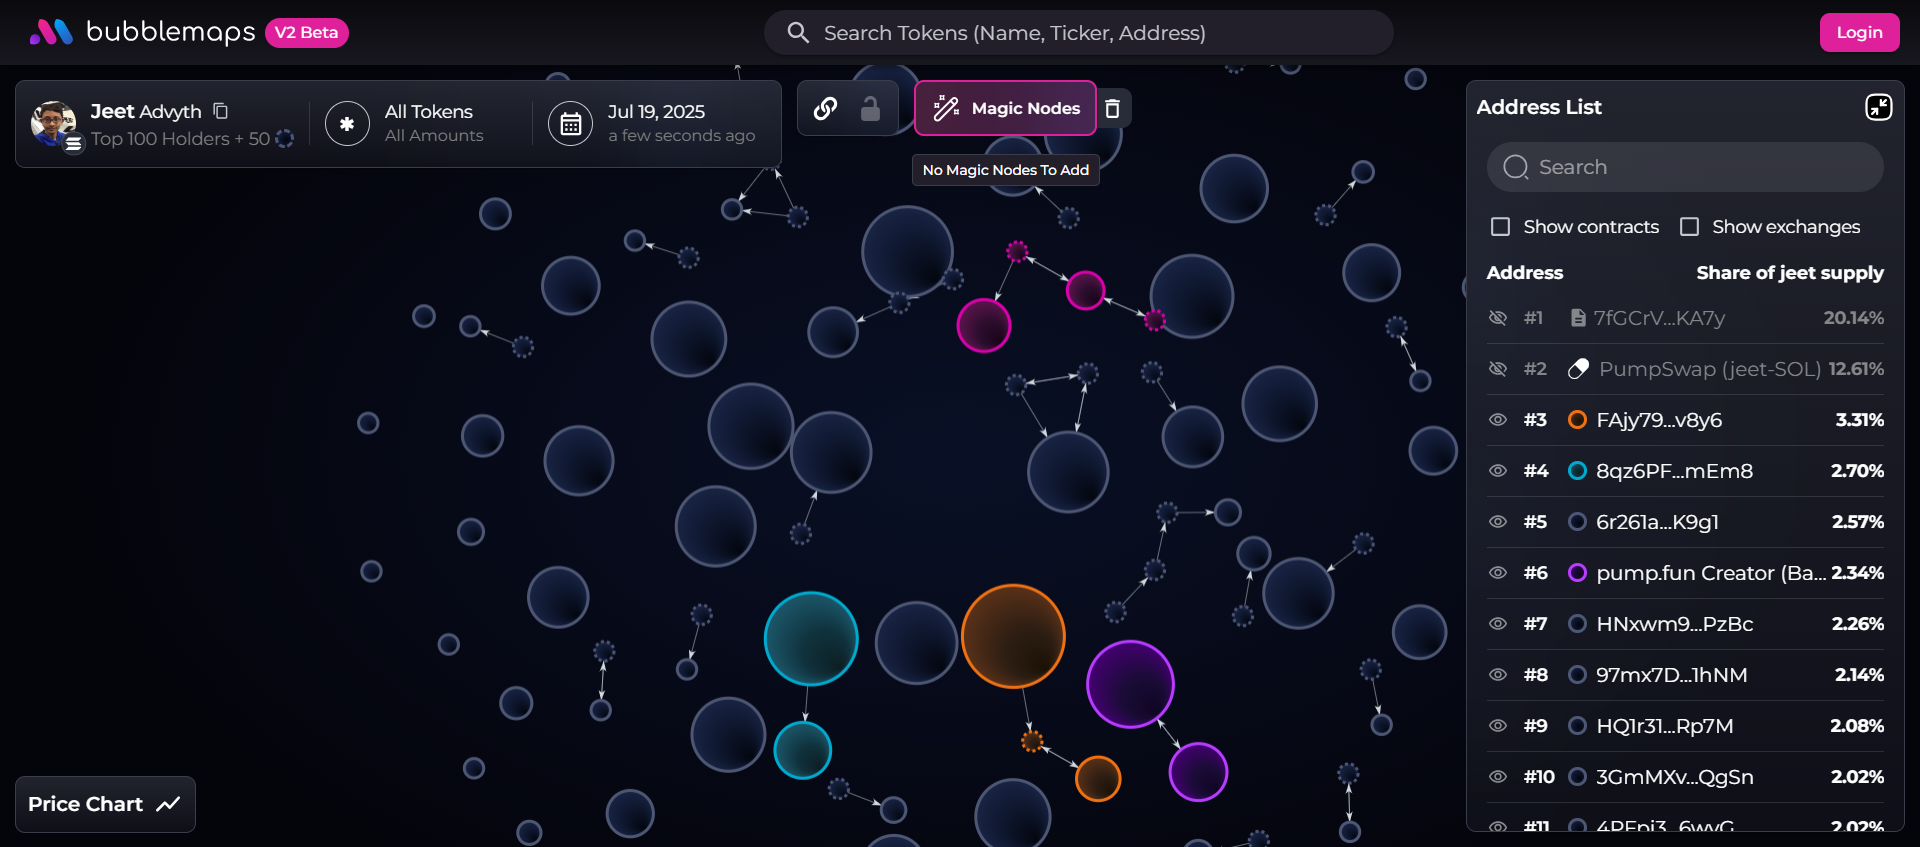 bubblemaps V2 Beta
Search Tokens (Name, Ticker, Address)
Login
Jeet Advyth
Top 100 Holders + 50
All Tokens
All Amounts
Jul 19, 2025
a few seconds ago
Magic Nodes
No Magic Nodes To Add
Address List
Search
Show contracts Show exchanges
Address Share of jeet supply
#1 7fGCrV...KA7y 20.14%
#2 PumpSwap (jeet-SOL) 12.61%
#3 FAjy79...v8y6 3.31%
#4 8qz6PF...mEm8 2.70%
#5 6r261a...K9g1 2.57%
#6 pump.fun Creator (Ba... 2.34%
#7 HNxwm9...PzBc 2.26%
#8 97mx7D...1hNM 2.14%
#9 HQ1r31...Rp7M 2.08%
#10 3GmMXv...QgSn 2.02%
#11 2.02%
Price Chart